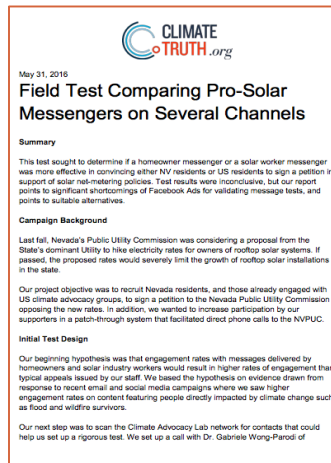 CLIMATE
TRUTH.org
May 31, 2016
Field Test Comparing Pro-Solar
Messengers on Several Channels
Summary
This test sought to determine if a homeowner messenger or a solar worker messenger
was more effective in convincing either NV residents or US residents to sign a petition in
support of solar net-metering policies. Test results were inconclusive, but our report
points to significant shortcomings of Facebook Ads for validating message tests, and
points to suitable alternatives.
Campaign Background
Last fall, Nevada's Public Utility Commission was considering a proposal from the
State's dominant Utility to hike electricity rates for owners of rooftop solar systems. If
passed, the proposed rates would severely limit the growth of rooftop solar installations
in the state.
Our project objective was to recruit Nevada residents, and those already engaged with
US climate advocacy groups, to sign a petition to the Nevada Public Utility Commission
opposing the new rates. In addition, we wanted to increase participation by our
supporters in a patch-through system that facilitated direct phone calls to the NVPUC.
Initial Test Design
Our beginning hypothesis was that engagement rates with messages delivered by
homeowners and solar industry workers would result in higher rates of engagement than
typical appeals issued by our staff. We based the hypothesis on evidence drawn from
response to recent email and social media campaigns where we saw higher
engagement rates on content featuring people directly impacted by climate change such
as flood and wildfire survivors.
Our next step was to scan the Climate Advocacy Lab network for contacts that could
help us set up a rigorous test. We set up a call with Dr. Gabriele Wong-Parodi of